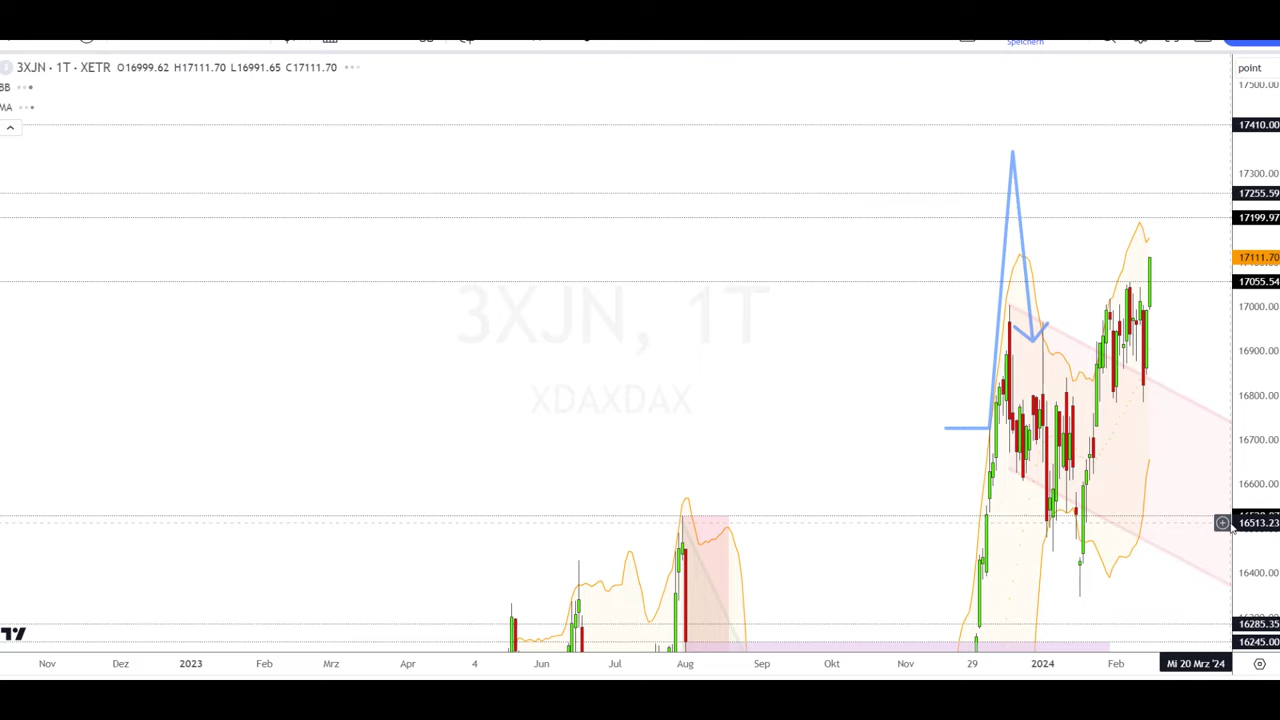 Speichern
3XJN · 1T · XETR O16999.62 H17111.70 L16991.65 C17111.70
point
BB
MA
17500.00
17410.00
17300.00
17255.59
17199.97
17111.70
17055.54
17000.00
16900.00
16800.00
16700.00
16600.00
16513.23
16400.00
16285.35
16245.00
3XJN, 1T
XDAXDAX
Nov Dez 2023 Feb Mrz Apr 4 Jun Jul Aug Sep Okt Nov 29 2024 Feb Mi 20 Mrz '24